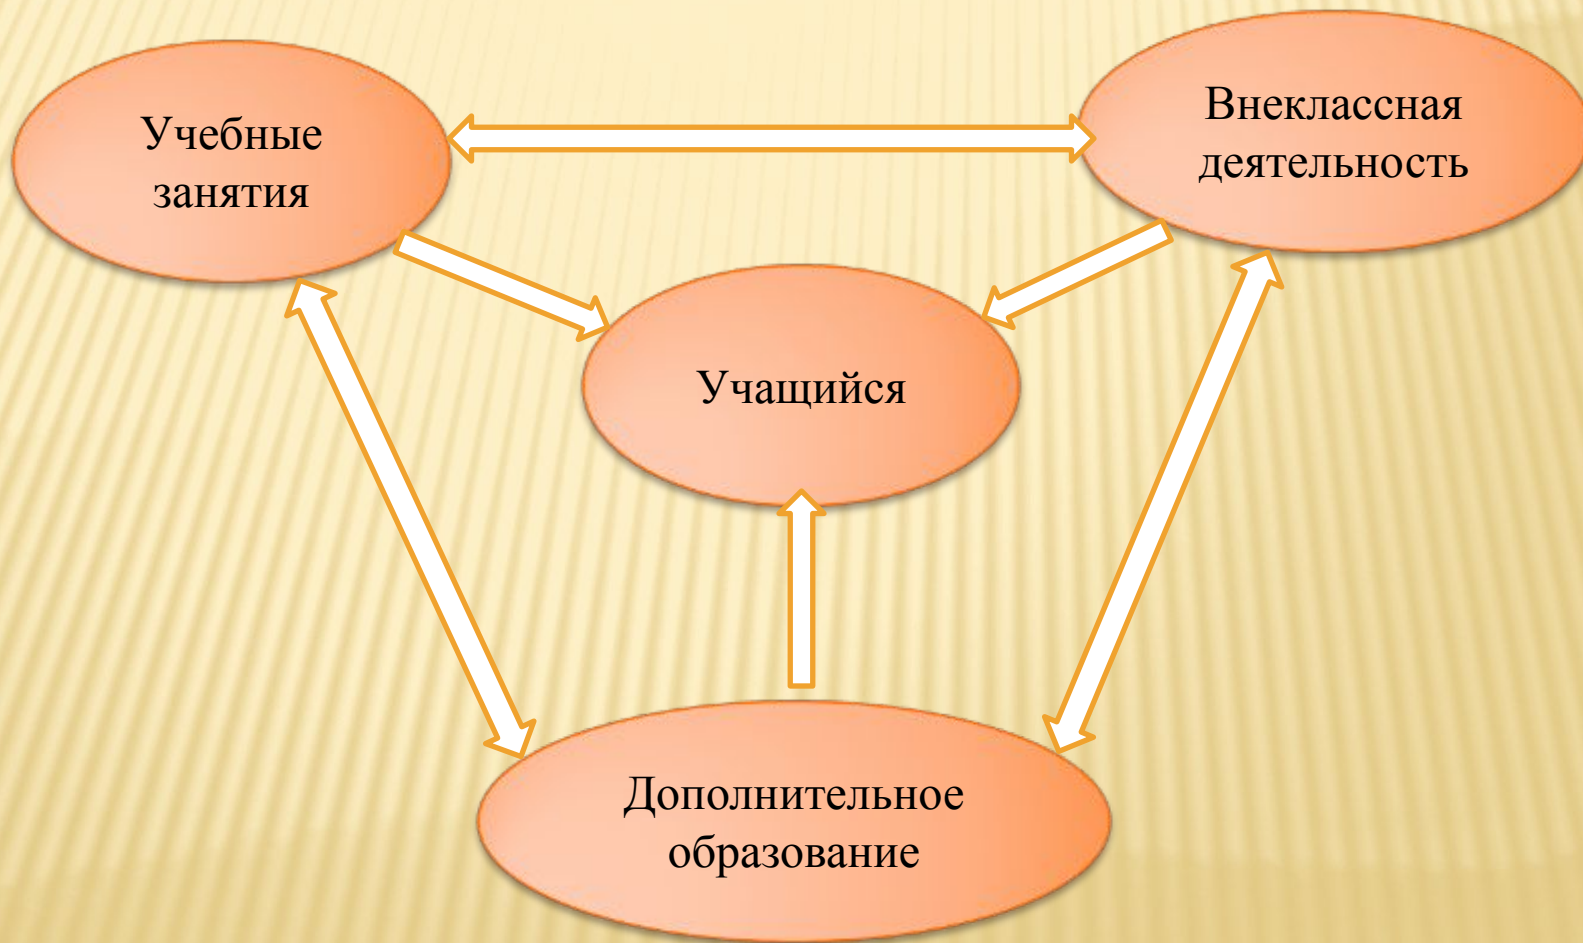 Учебные
занятия
Внеклассная
деятельность
Учащийся
Дополнительное
образование